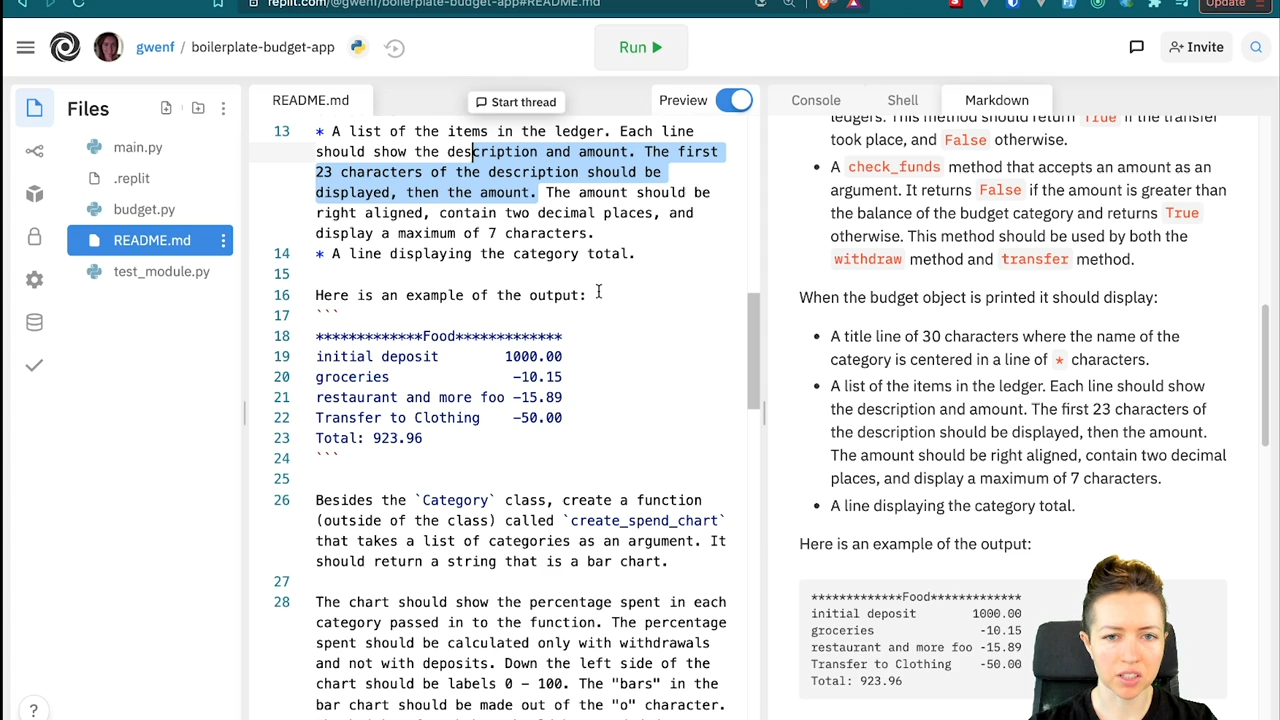 replit.com/@gwenf/boilerplate-budget-app#README.md
Update
gwenf / boilerplate-budget-app
Run
Invite
Files
main.py
.replit
budget.py
README.md
test_module.py
?
README.md
Start thread
Preview
13 * A list of the items in the ledger. Each line
should show the description and amount. The first
23 characters of the description should be
displayed, then the amount. The amount should be
right aligned, contain two decimal places, and
display a maximum of 7 characters.
14 * A line displaying the category total.
15
16 Here is an example of the output:
17 ```
18 *************Food*************
19 initial deposit        1000.00
20 groceries               -10.15
21 restaurant and more foo -15.89
22 Transfer to Clothing    -50.00
23 Total: 923.96
24 ```
25
26 Besides the `Category` class, create a function
(outside of the class) called `create_spend_chart`
that takes a list of categories as an argument. It
should return a string that is a bar chart.
27
28 The chart should show the percentage spent in each
category passed in to the function. The percentage
spent should be calculated only with withdrawals
and not with deposits. Down the left side of the
chart should be labels 0 - 100. The "bars" in the
bar chart should be made out of the "o" character.
Console
Shell
Markdown
ledgers. This method should return True if the transfer
took place, and False otherwise.
• A check_funds method that accepts an amount as an
argument. It returns False if the amount is greater than
the balance of the budget category and returns True
otherwise. This method should be used by both the
withdraw method and transfer method.
When the budget object is printed it should display:
• A title line of 30 characters where the name of the
category is centered in a line of * characters.
• A list of the items in the ledger. Each line should show
the description and amount. The first 23 characters of
the description should be displayed, then the amount.
The amount should be right aligned, contain two decimal
places, and display a maximum of 7 characters.
• A line displaying the category total.
Here is an example of the output:
*************Food*************
initial deposit        1000.00
groceries               -10.15
restaurant and more foo -15.89
Transfer to Clothing    -50.00
Total: 923.96